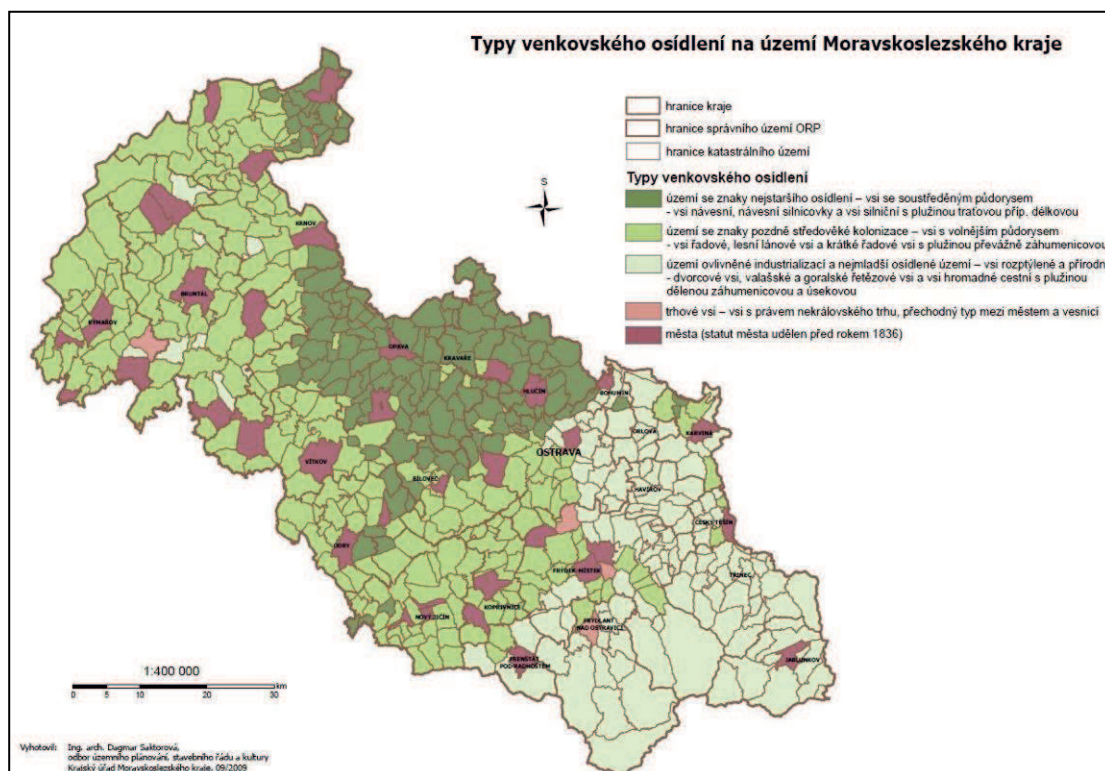 Typy venkovského osídlení na území Moravskoslezského kraje
hranice kraje
hranice správního území ORP
hranice katastrálního území
Typy venkovského osídlení
území se znaky nejstaršího osídlení – vsi se soustředěným půdorysem
- vsi návesní, návesní silnicovky a vsi silniční s plužinou traťovou příp. délkovou
území se znaky pozdně středověké kolonizace – vsi s volnějším půdorysem
- vsi řadové, lesní lánové vsi a krátké řadové vsi s plužinou převážně záhumenicovou
území ovlivněné industrializací a nejmladší osídlené území – vsi rozptýlené a přírodn
- dvorcové vsi, valašské a goralské řetězové vsi a vsi hromadné cestní s plužinou
dělenou záhumenicovou a úsekovou
trhové vsi – vsi s právem nekrálovského trhu, přechodný typ mezi městem a vesnicí
města (statut města udělen před rokem 1836)
S
KRNOV
BRUNTÁL
RÝMAŘOV
OPAVA
KRAVAŘE
HLUČÍN
BOHUMÍN
ORLOVÁ
KARVINÁ
OSTRAVA
VÍTKOV
BÍLOVEC
HAVÍŘOV
ČESKÝ TĚŠÍN
ODRY
FRÝDEK-MÍSTEK
TŘINEC
NOVÝ JIČÍN
KOPŘIVNICE
FRÝDLANT
NAD OSTRAVICÍ
FRENŠTÁT
POD RADHOŠTĚM
JABLUNKOV
1:400 000
0 5 10 20 30 km
Vyhotovil: Ing. arch. Dagmar Saktorová,
odbor územního plánování, stavebního řádu a kultury
Krajský úřad Moravskoslezského kraje, 09/2009